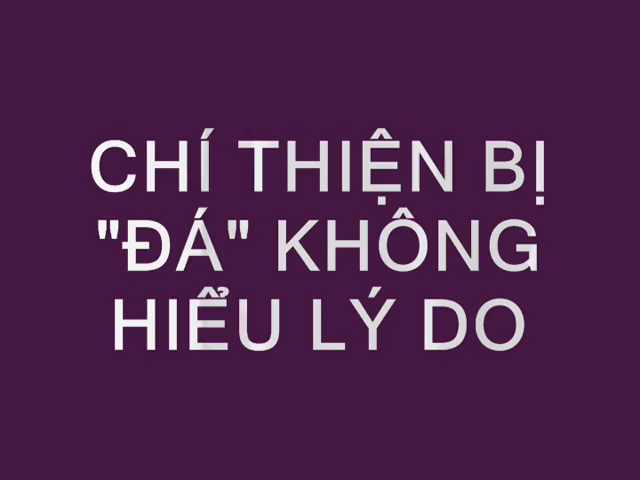 CHÍ THIỆN BỊ
"ĐÁ" KHÔNG
HIỂU LÝ DO